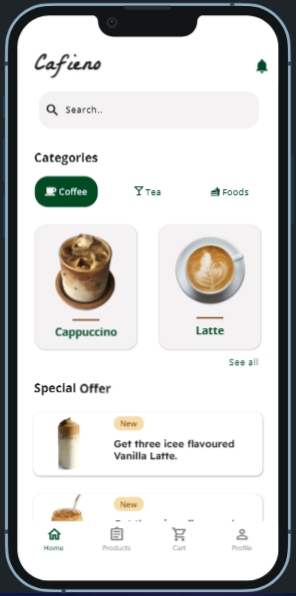 Cafieno
Search..
Categories
Coffee
Tea
Foods
Cappuccino
Latte
See all
Special Offer
New
Get three icee flavoured
Vanilla Latte.
New
Home
Products
Cart
Profile